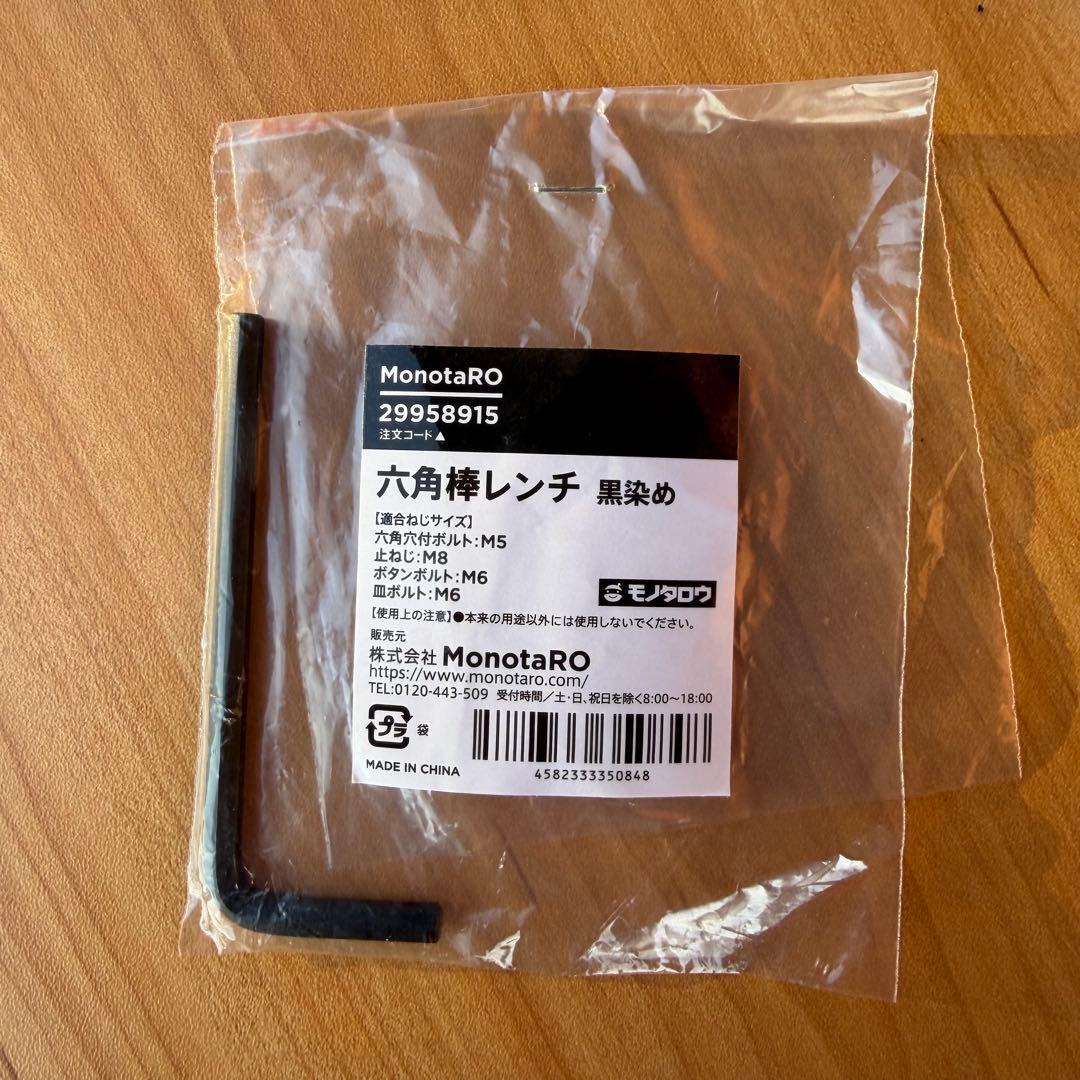 MonotaRO
29958915
注文コード▲
六角棒レンチ 黒染め
【適合ねじサイズ】
六角穴付ボルト:M5
止ねじ:M8
ボタンボルト:M6
皿ボルト:M6
モノタロウ
【使用上の注意】●本来の用途以外には使用しないでください。
販売元
株式会社 MonotaRO
https://www.monotaro.com/
TEL:0120-443-509 受付時間／土・日、祝日を除く8:00〜18:00
プラ 袋
MADE IN CHINA
4582333350848